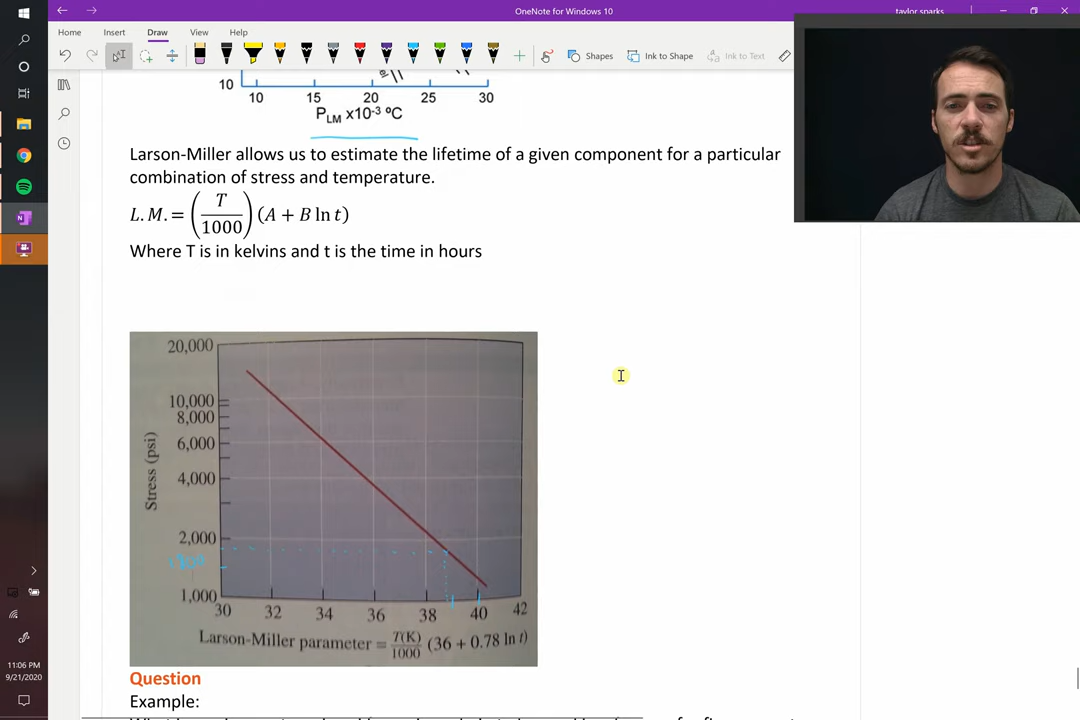 OneNote for Windows 10
taylor sparks
Home
Insert
Draw
View
Help
Shapes
Ink to Shape
Ink to Text
10
10 15 20 25 30
PLM x10-3 ºC
Larson-Miller allows us to estimate the lifetime of a given component for a particular
combination of stress and temperature.
L. M. = (T/1000) (A + B ln t)
Where T is in kelvins and t is the time in hours
20,000
10,000
8,000
6,000
4,000
2,000
1,000
Stress (psi)
30 32 34 36 38 40 42
Larson-Miller parameter = T(K)/1000 (36 + 0.78 ln t)
Question
Example:
11:06 PM
9/21/2020